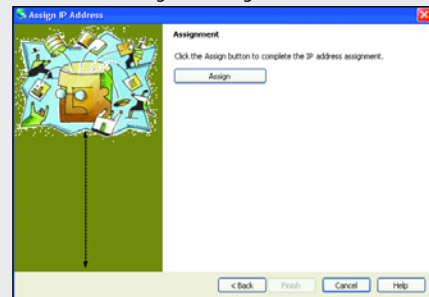 Assign IP Address
Assignment
Click the Assign button to complete the IP address assignment.
Assign
< Back
Finish
Cancel
Help